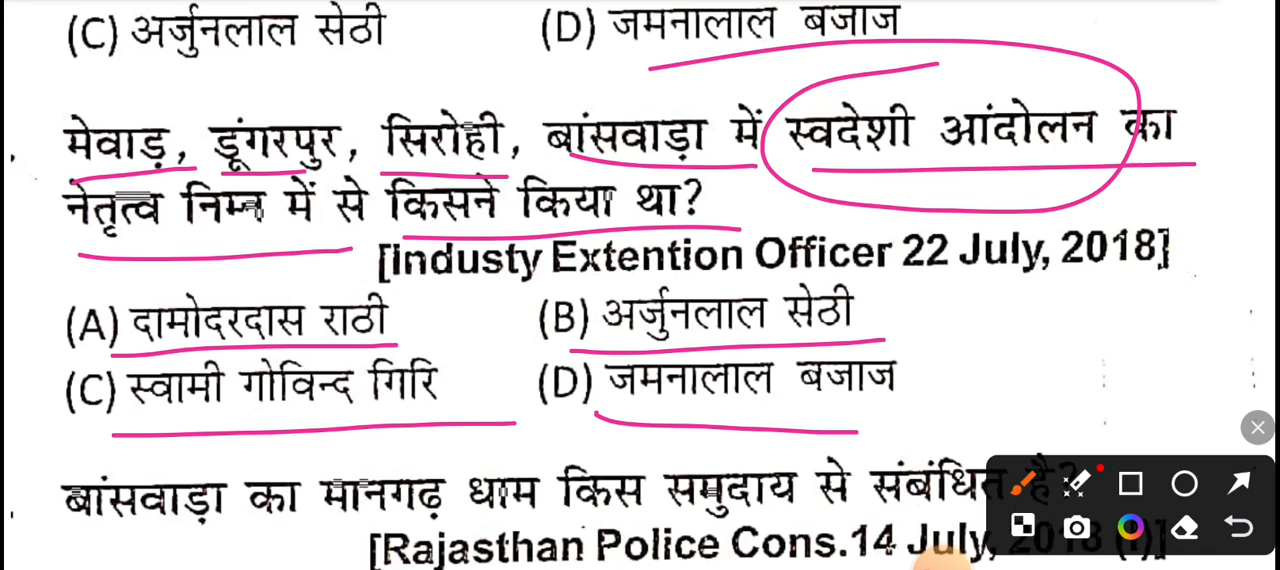 (C) अर्जुनलाल सेठी (D) जमनालाल बजाज
मेवाड़, डूंगरपुर, सिरोही, बांसवाड़ा में स्वदेशी आंदोलन का
नेतृत्व निम्न में से किसने किया था?
[Industy Extention Officer 22 July, 2018]
(A) दामोदरदास राठी (B) अर्जुनलाल सेठी
(C) स्वामी गोविन्द गिरि (D) जमनालाल बजाज
बांसवाड़ा का मानगढ़ धाम किस समुदाय से संबंधित है?
[Rajasthan Police Cons.14 July, 2018 (I)]